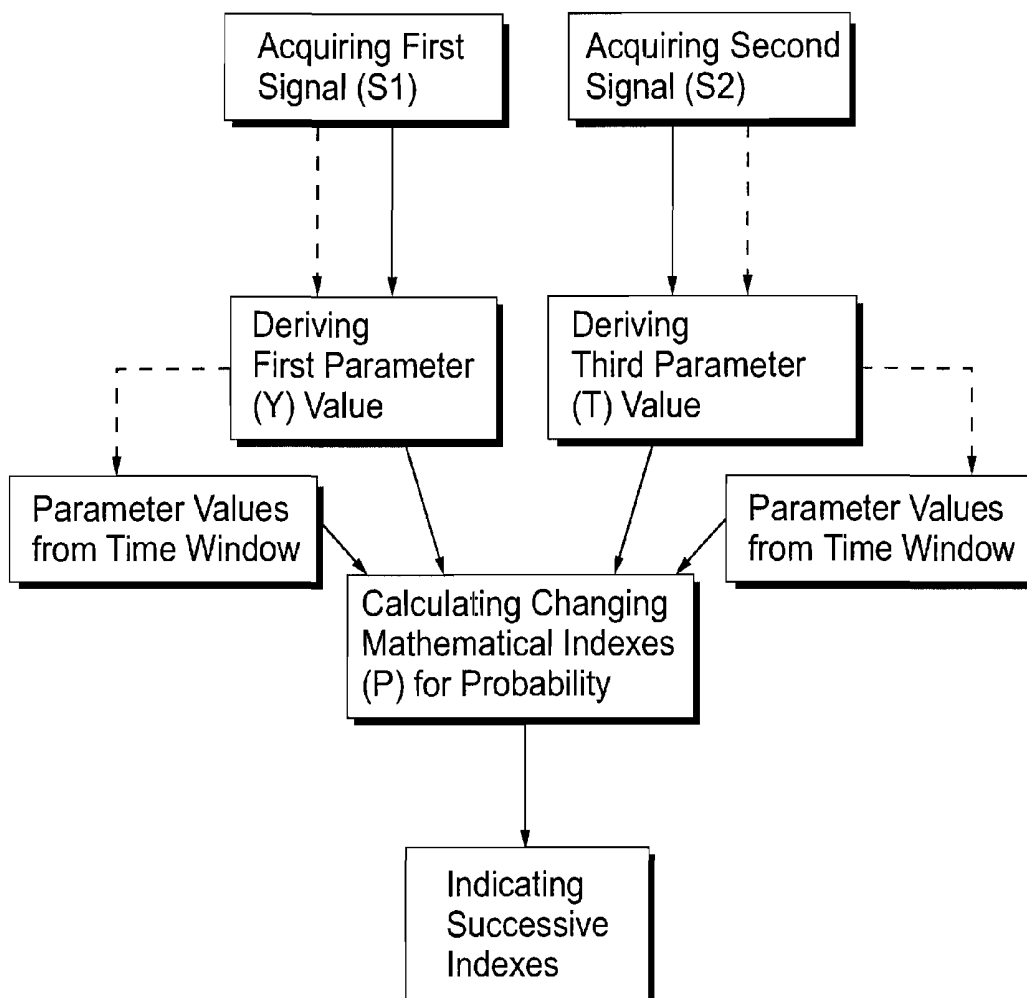 Acquiring First
Signal (S1)
Acquiring Second
Signal (S2)
Deriving
First Parameter
(Y) Value
Deriving
Third Parameter
(T) Value
Parameter Values
from Time Window
Parameter Values
from Time Window
Calculating Changing
Mathematical Indexes
(P) for Probability
Indicating
Successive
Indexes